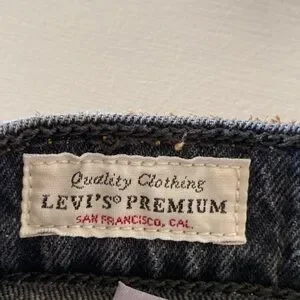 Quality Clothing
LEVI'S® PREMIUM
SAN FRANCISCO, CAL.